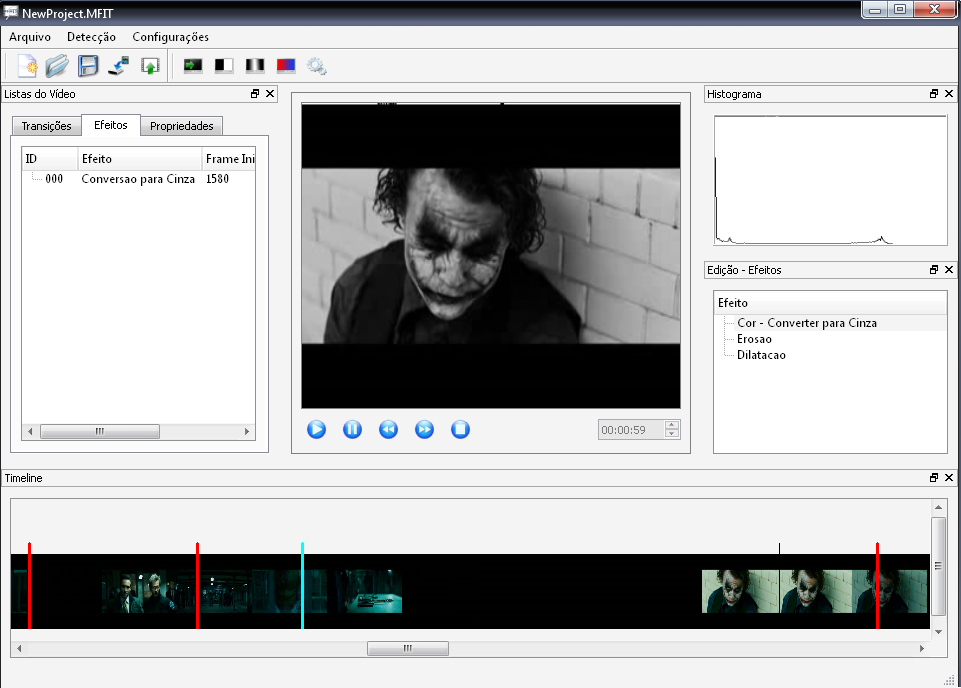 NewProject.MFIT
Arquivo Detecção Configurações
Listas do Vídeo
Transições Efeitos Propriedades
ID Efeito Frame Ini
000 Conversao para Cinza 1580
00:00:59
Histograma
Edição - Efeitos
Efeito
Cor - Converter para Cinza
Erosao
Dilatacao
Timeline